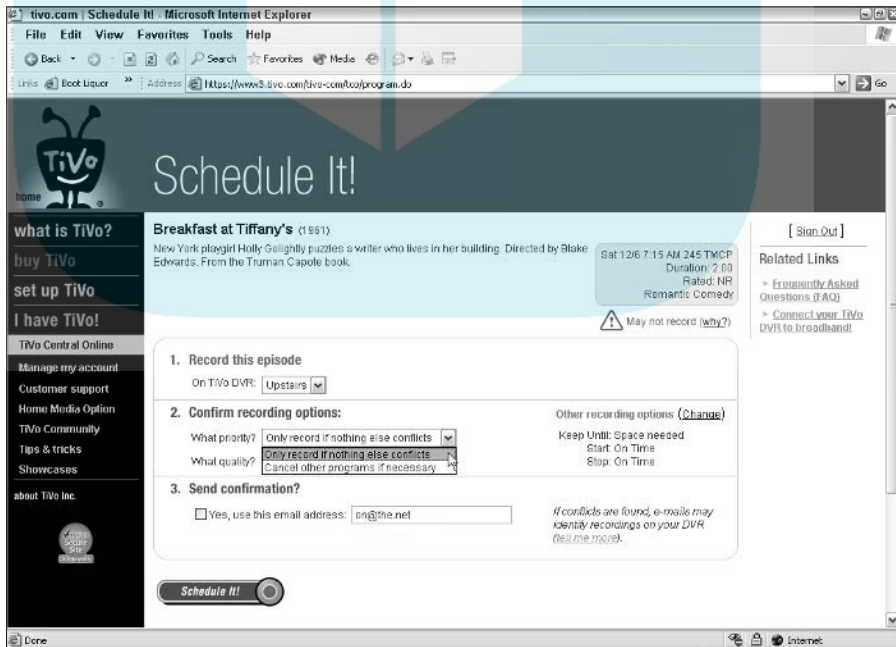 tivo.com | Schedule It! - Microsoft Internet Explorer
File Edit View Favorites Tools Help
Back Search Favorites Media
Links Boot Liquor » Address https://www3.tivo.com/tivo-com/tco/program.do Go
TiVo
home
Schedule It!
what is TiVo?
buy TiVo
set up TiVo
I have TiVo!
TiVo Central Online
Manage my account
Customer support
Home Media Option
TiVo Community
Tips & tricks
Showcases
about TiVo Inc.
Secure
Site
Breakfast at Tiffany's (1961)
New York playgirl Holly Golightly puzzles a writer who lives in her building. Directed by Blake
Edwards. From the Truman Capote book.
Sat 12/6 7:15 AM 245 TMCP
Duration: 2:00
Rated: NR
Romantic Comedy
May not record (why?)
1. Record this episode
On TiVo DVR: Upstairs
2. Confirm recording options:
What priority? Only record if nothing else conflicts
Only record if nothing else conflicts
What quality? Cancel other programs if necessary
Other recording options (Change)
Keep Until: Space needed
Start: On Time
Stop: On Time
3. Send confirmation?
Yes, use this email address: on@the.net
If conflicts are found, e-mails may
identify recordings on your DVR
(tell me more).
Schedule It!
[ Sign Out ]
Related Links
» Frequently Asked
Questions (FAQ)
» Connect your TiVo
DVR to broadband!
Done Internet